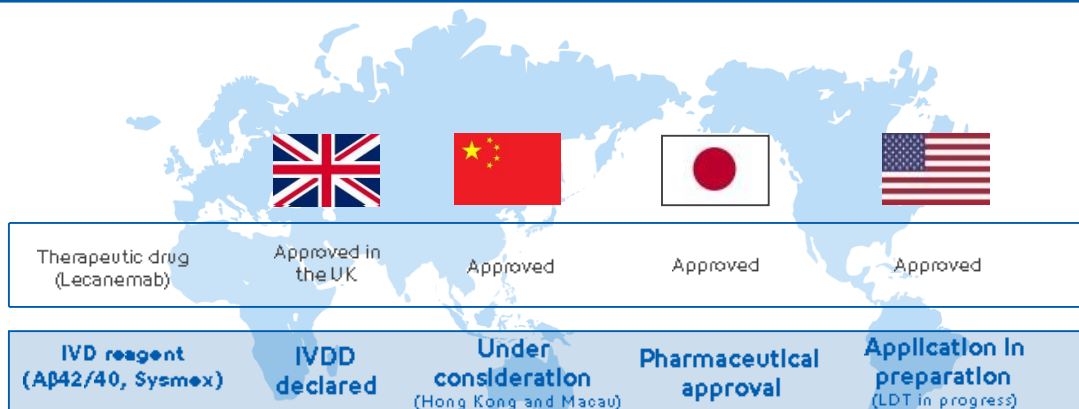 Therapeutic drug
(Lecanemab)
Approved in
the UK
Approved
Approved
Approved
IVD reagent
(Aβ42/40, Sysmex)
IVDD
declared
Under
consideration
(Hong Kong and Macau)
Pharmaceutical
approval
Application in
preparation
(LDT in progress)